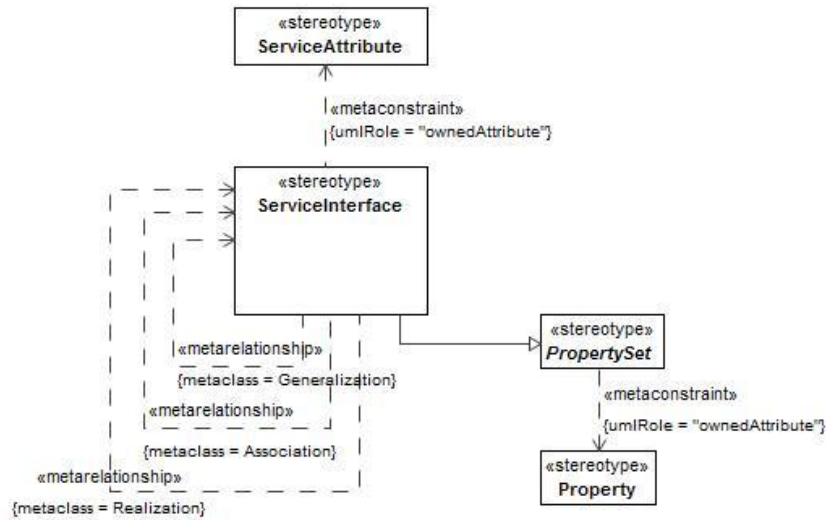 «stereotype»
ServiceAttribute
«metaconstraint»
{umlRole = "ownedAttribute"}
«stereotype»
ServiceInterface
«stereotype»
PropertySet
«metarelationship»
{metaclass = Generalization}
«metaconstraint»
«metarelationship»
{umlRole = "ownedAttribute"}
{metaclass = Association}
«stereotype»
Property
«metarelationship»
{metaclass = Realization}